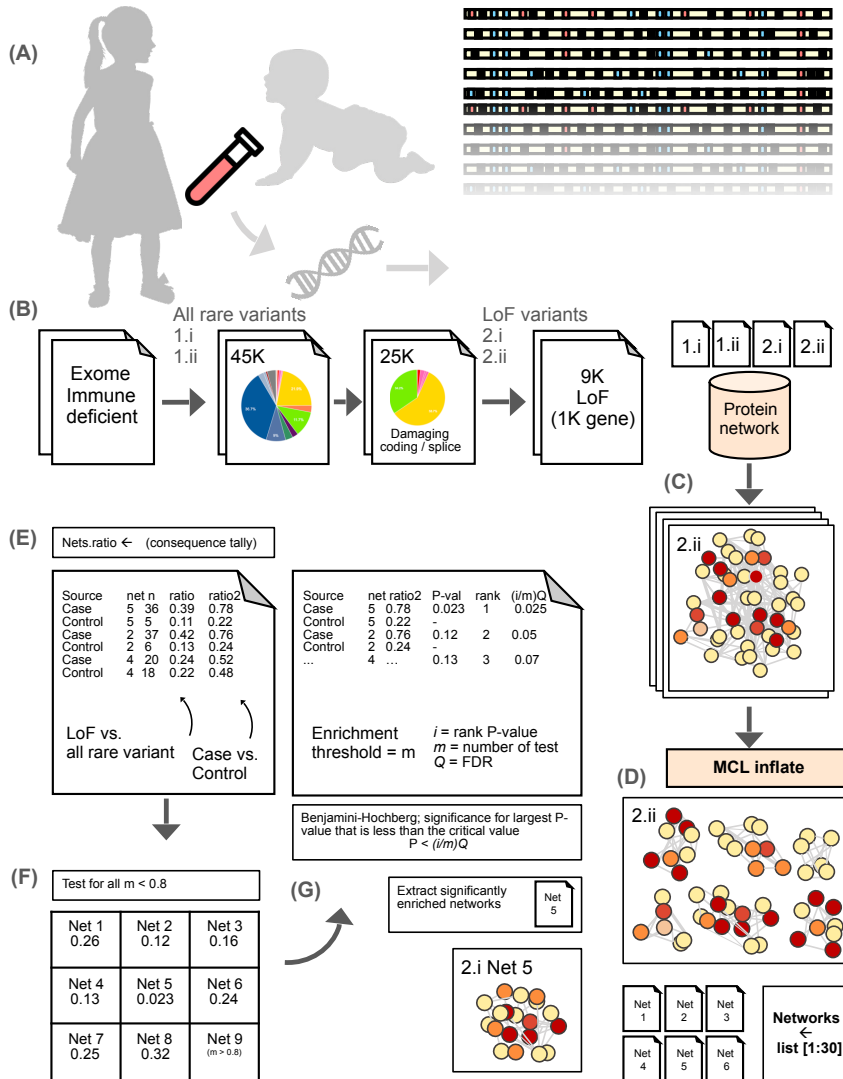 (A)
(B)
All rare variants
1.i
1.ii
LoF variants
2.i
2.ii
Exome
Immune
deficient
45K
25K
Damaging
coding / splice
9K
LoF
(1K gene)
1.i
1.ii
2.i
2.ii
Protein
network
(C)
2.ii
(E)
Nets.ratio ← (consequence tally)
Source net n ratio ratio2
Case 5 36 0.39 0.78
Control 5 5 0.11 0.22
Case 2 37 0.42 0.76
Control 2 6 0.13 0.24
Case 4 20 0.24 0.52
Control 4 18 0.22 0.48
LoF vs.
all rare variant
Case vs.
Control
Source net ratio2 P-val rank (i/m)Q
Case 5 0.78 0.023 1 0.025
Control 5 0.22 -
Case 2 0.76 0.12 2 0.05
Control 2 0.24 -
... 4 ... 0.13 3 0.07
Enrichment
threshold = m
i = rank P-value
m = number of test
Q = FDR
Benjamini-Hochberg; significance for largest P-
value that is less than the critical value
P < (i/m)Q
MCL inflate
(D)
2.ii
(F)
Test for all m < 0.8
Net 1
0.26
Net 2
0.12
Net 3
0.16
Net 4
0.13
Net 5
0.023
Net 6
0.24
Net 7
0.25
Net 8
0.32
Net 9
(m > 0.8)
(G)
Extract significantly
enriched networks
Net
5
2.i Net 5
Net
1
Net
2
Net
3
Net
4
Net
5
Net
6
Networks
←
list [1:30]